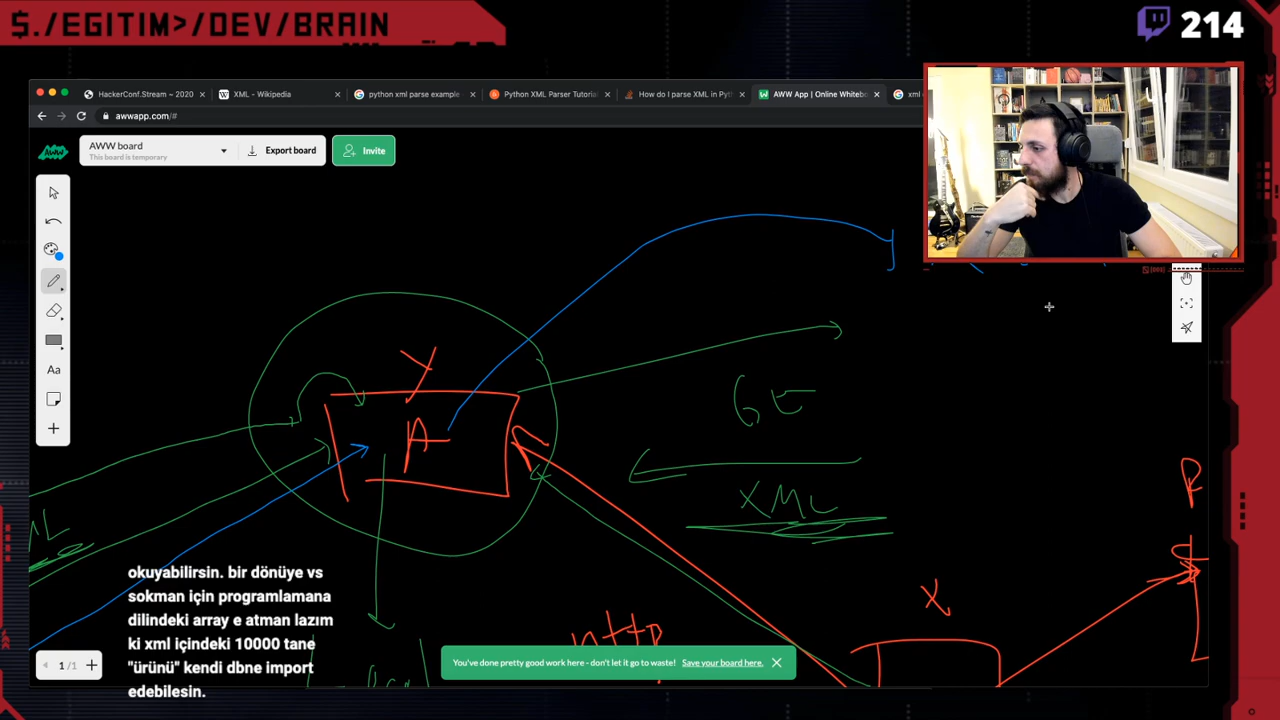 $./EGITIM>/DEV/BRAIN
214
HackerConf.Stream – 2020
XML - Wikipedia
python xml parse example
Python XML Parser Tutorial
How do I parse XML in Pyth
AWW App | Online Whitebo
xml
awwapp.com/#
AWW board
This board is temporary
Export board
Invite
Y
A
GET
XML
ML
http
X
okuyabilirsin. bir dönüye vs
sokman için programlamana
dilindeki array e atman lazım
ki xml içindeki 10000 tane
"ürünü" kendi dbne import
edebilesin.
Aa
1/1
You've done pretty good work here - don't let it go to waste! Save your board here.